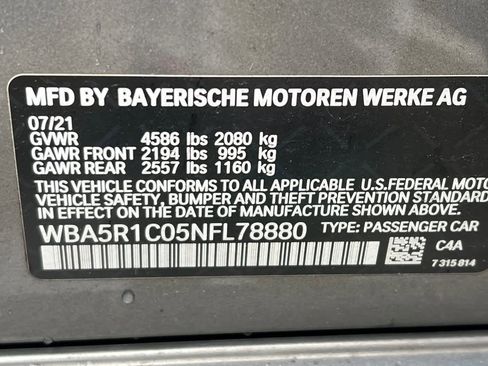 MFD BY BAYERISCHE MOTOREN WERKE AG
07/21
GVWR 4586 lbs 2080 kg
GAWR FRONT 2194 lbs 995 kg
GAWR REAR 2557 lbs 1160 kg
THIS VEHICLE CONFORMS TO ALL APPLICABLE U.S.FEDERAL MOTO
VEHICLE SAFETY, BUMPER AND THEFT PREVENTION STANDARD
IN EFFECT ON THE DATE OF MANUFACTURE SHOWN ABOVE.
WBA5R1C05NFL78880 TYPE: PASSENGER CAR
C4A
7 315 814